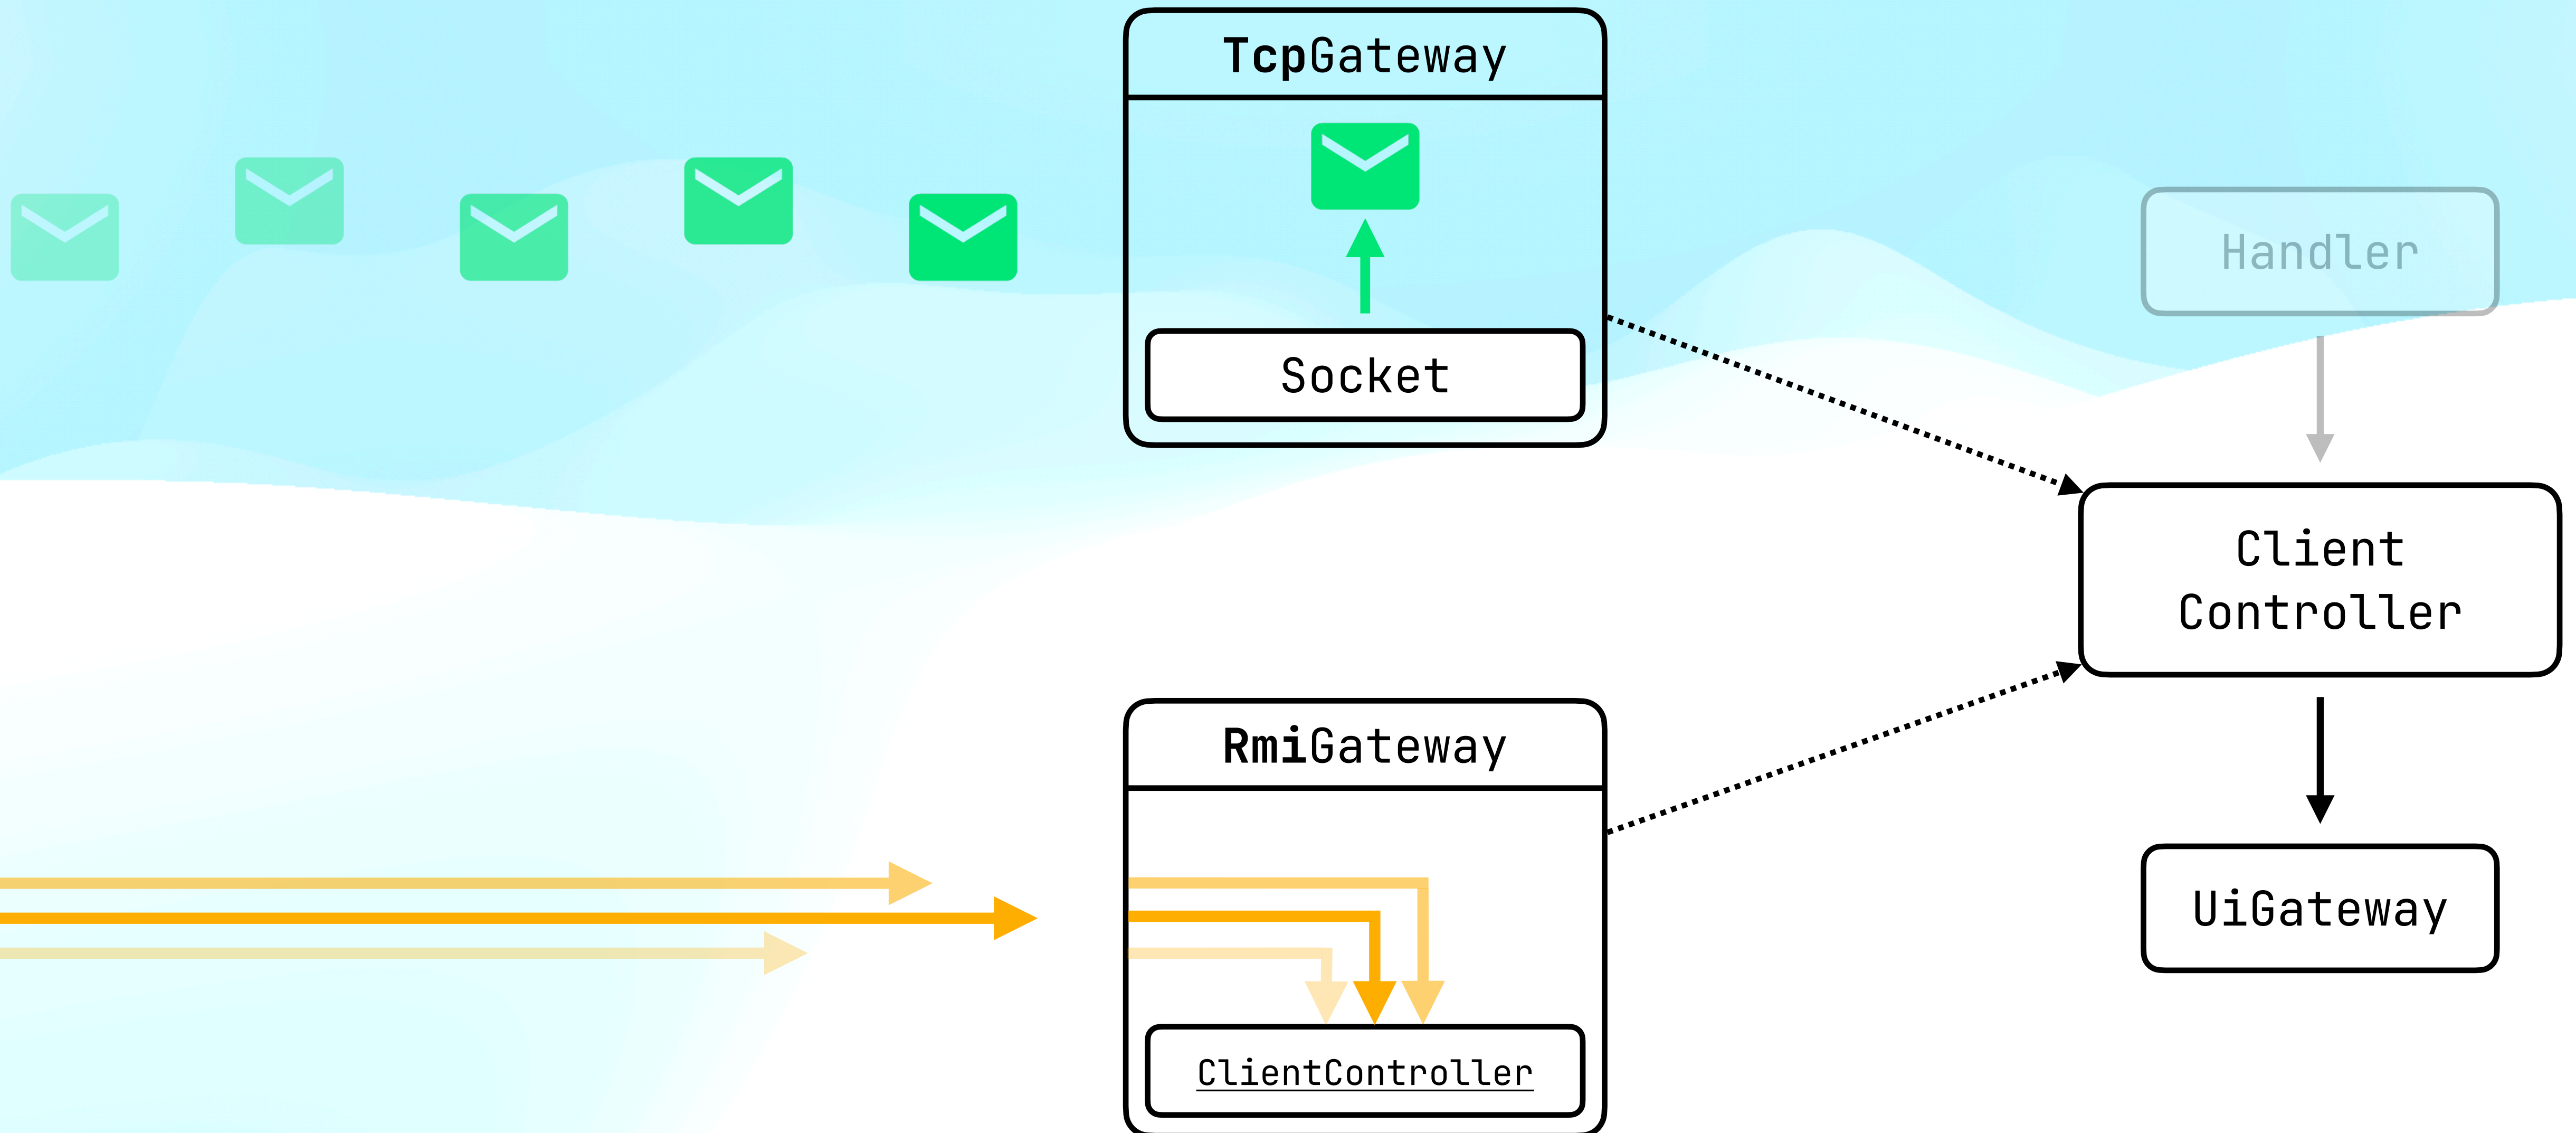 TcpGateway
Socket
Handler
Client
Controller
RmiGateway
ClientController
UiGateway